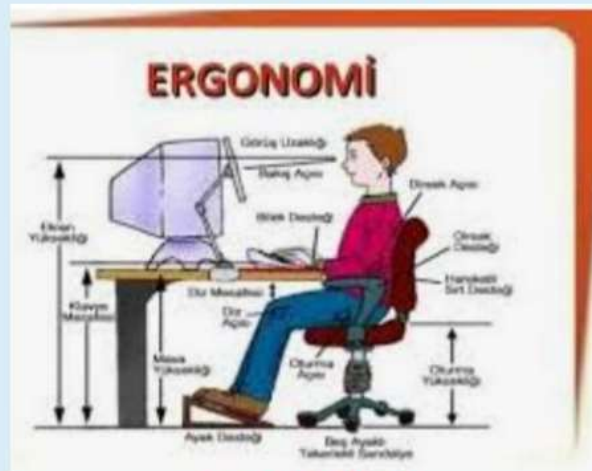 ERGONOMİ
Görüş Uzaklığı
Bakış Açısı
Dirsek Açısı
Bilek Desteği
Ekran
Yüksekliği
Dirsek
Desteği
Hareketli
Sırt Desteği
Klavye
Mesafesi
Diz Mesafesi
Diz
Açısı
Masa
Yüksekliği
Oturma
Açısı
Oturma
Yüksekliği
Ayak Desteği
Beş Ayaklı
Tekerlekli Sandalye